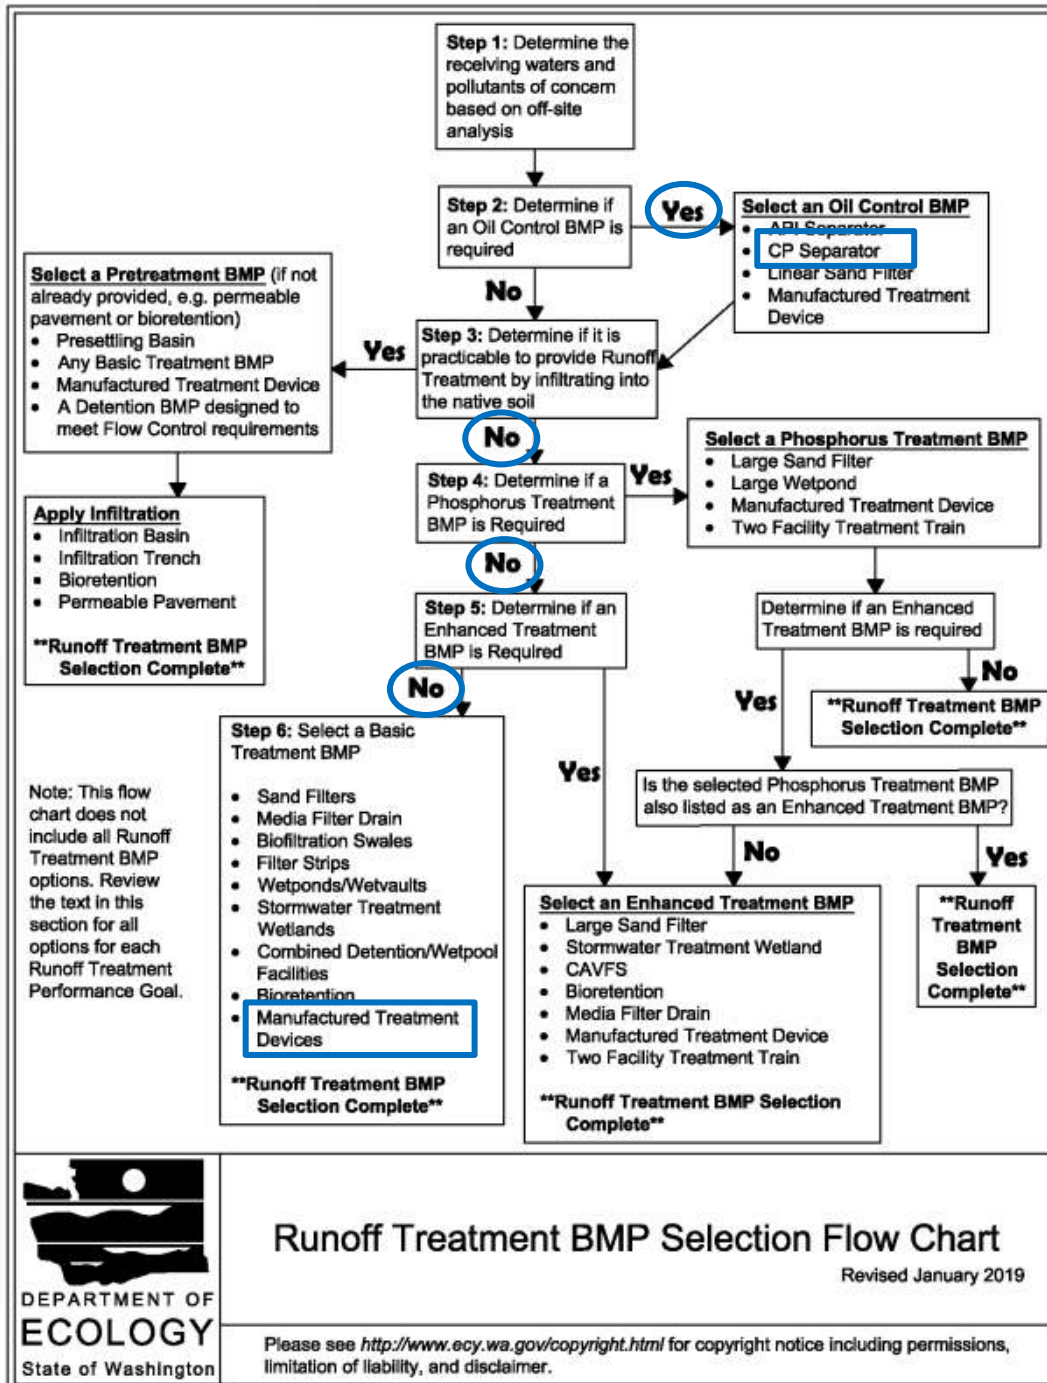 Step 1: Determine the
receiving waters and
pollutants of concern
based on off-site
analysis
Step 2: Determine if
an Oil Control BMP is
required
Yes
Select an Oil Control BMP
• API Separator
• CP Separator
• Linear Sand Filter
• Manufactured Treatment
Device
No
Select a Pretreatment BMP (if not
already provided, e.g. permeable
pavement or bioretention)
• Presettling Basin
• Any Basic Treatment BMP
• Manufactured Treatment Device
• A Detention BMP designed to
meet Flow Control requirements
Yes
Step 3: Determine if it is
practicable to provide Runoff
Treatment by infiltrating into
the native soil
No
Apply Infiltration
• Infiltration Basin
• Infiltration Trench
• Bioretention
• Permeable Pavement
**Runoff Treatment BMP
Selection Complete**
Step 4: Determine if a
Phosphorus Treatment
BMP is Required
Yes
Select a Phosphorus Treatment BMP
• Large Sand Filter
• Large Wetpond
• Manufactured Treatment Device
• Two Facility Treatment Train
No
Step 5: Determine if an
Enhanced Treatment
BMP is Required
Determine if an Enhanced
Treatment BMP is required
No
Yes
No
**Runoff Treatment BMP
Selection Complete**
Step 6: Select a Basic
Treatment BMP
• Sand Filters
• Media Filter Drain
• Biofiltration Swales
• Filter Strips
• Wetponds/Wetvaults
• Stormwater Treatment
Wetlands
• Combined Detention/Wetpool
Facilities
• Bioretention
• Manufactured Treatment
Devices
**Runoff Treatment BMP
Selection Complete**
Yes
Is the selected Phosphorus Treatment BMP
also listed as an Enhanced Treatment BMP?
No
Yes
Note: This flow
chart does not
include all Runoff
Treatment BMP
options. Review
the text in this
section for all
options for each
Runoff Treatment
Performance Goal.
Select an Enhanced Treatment BMP
• Large Sand Filter
• Stormwater Treatment Wetland
• CAVFS
• Bioretention
• Media Filter Drain
• Manufactured Treatment Device
• Two Facility Treatment Train
**Runoff Treatment BMP Selection
Complete**
**Runoff
Treatment
BMP
Selection
Complete**
DEPARTMENT OF
ECOLOGY
State of Washington
Runoff Treatment BMP Selection Flow Chart
Revised January 2019
Please see http://www.ecy.wa.gov/copyright.html for copyright notice including permissions,
limitation of liability, and disclaimer.